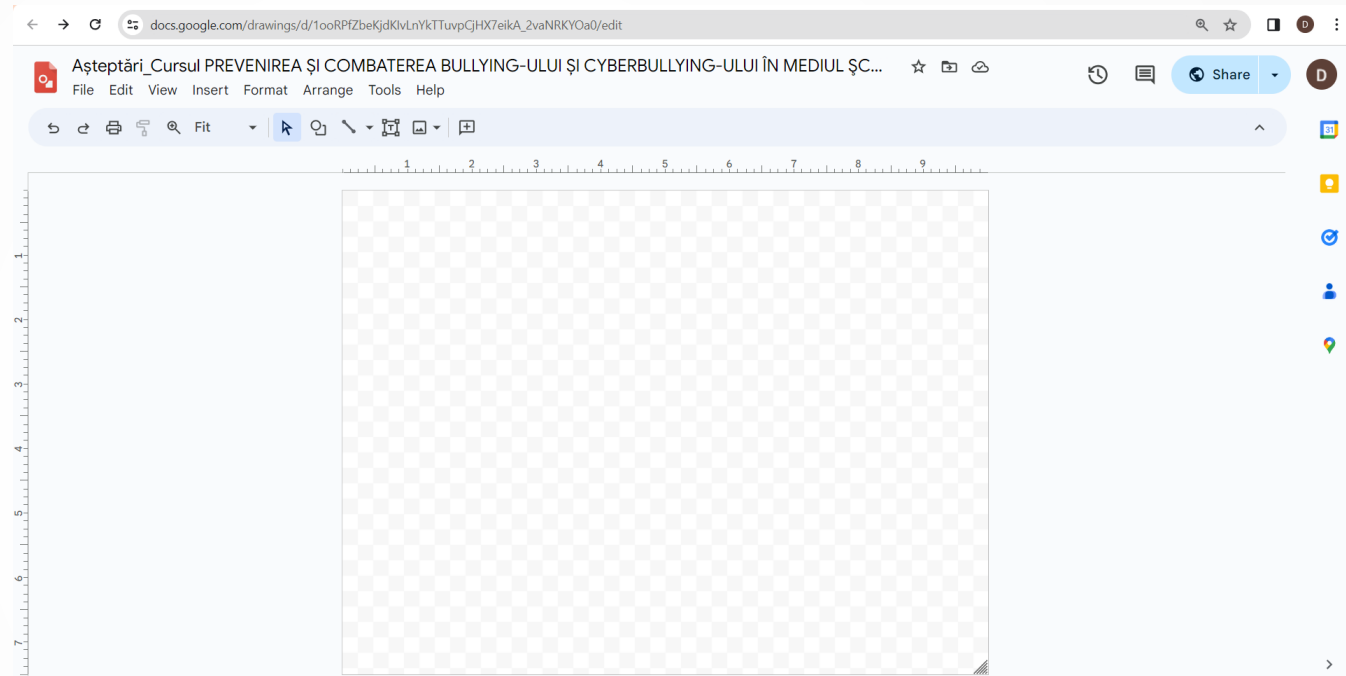 docs.google.com/drawings/d/1ooRPfZbeKjdKlvLnYkTTuvpCjHX7eikA_2vaNRKYOa0/edit
D
Așteptări_Cursul PREVENIREA ȘI COMBATEREA BULLYING-ULUI ȘI CYBERBULLYING-ULUI ÎN MEDIUL ŞC...
Share
D
File Edit View Insert Format Arrange Tools Help
Fit
31
1 2 3 4 5 6 7 8 9
1
2
3
4
5
6
7